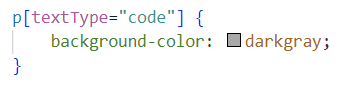 p[textType="code"] {
    background-color: darkgray;
}